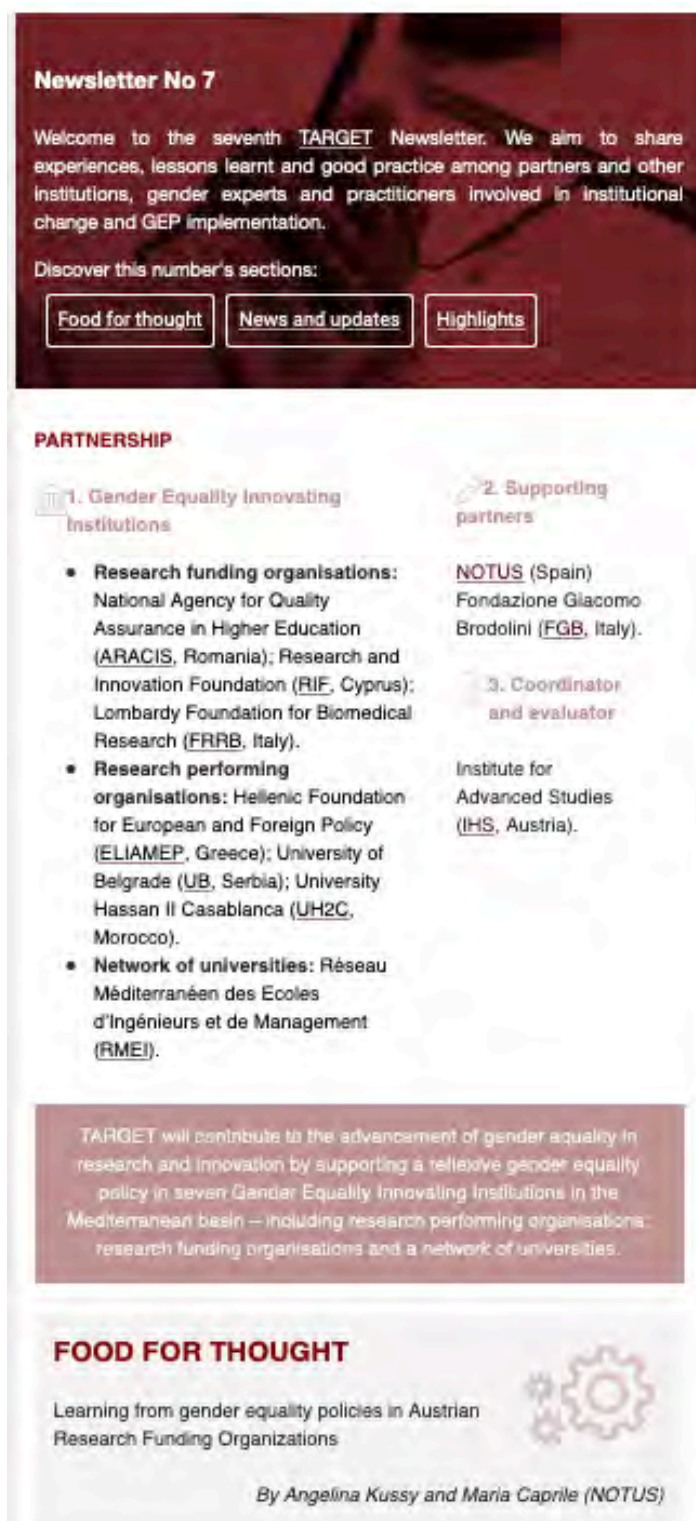 Newsletter No 7
Welcome to the seventh TARGET Newsletter. We aim to share
experiences, lessons learnt and good practice among partners and other
institutions, gender experts and practitioners involved in institutional
change and GEP implementation.
Discover this number's sections:
Food for thought
News and updates
Highlights
PARTNERSHIP
1. Gender Equality Innovating
Institutions
● Research funding organisations:
National Agency for Quality
Assurance in Higher Education
(ARACIS, Romania); Research and
Innovation Foundation (RIF, Cyprus);
Lombardy Foundation for Biomedical
Research (FRRB, Italy).
● Research performing
organisations: Hellenic Foundation
for European and Foreign Policy
(ELIAMEP, Greece); University of
Belgrade (UB, Serbia); University
Hassan II Casablanca (UH2C,
Morocco).
● Network of universities: Réseau
Méditerranéen des Ecoles
d'Ingénieurs et de Management
(RMEI).
2. Supporting
partners
NOTUS (Spain)
Fondazione Giacomo
Brodolini (FGB, Italy).
3. Coordinator
and evaluator
Institute for
Advanced Studies
(IHS, Austria).
TARGET will contribute to the advancement of gender equality in
research and innovation by supporting a reflexive gender equality
policy in seven Gender Equality Innovating Institutions in the
Mediterranean basin – including research performing organisations,
research funding organisations and a network of universities.
FOOD FOR THOUGHT
Learning from gender equality policies in Austrian
Research Funding Organizations
By Angelina Kussy and Maria Caprile (NOTUS)